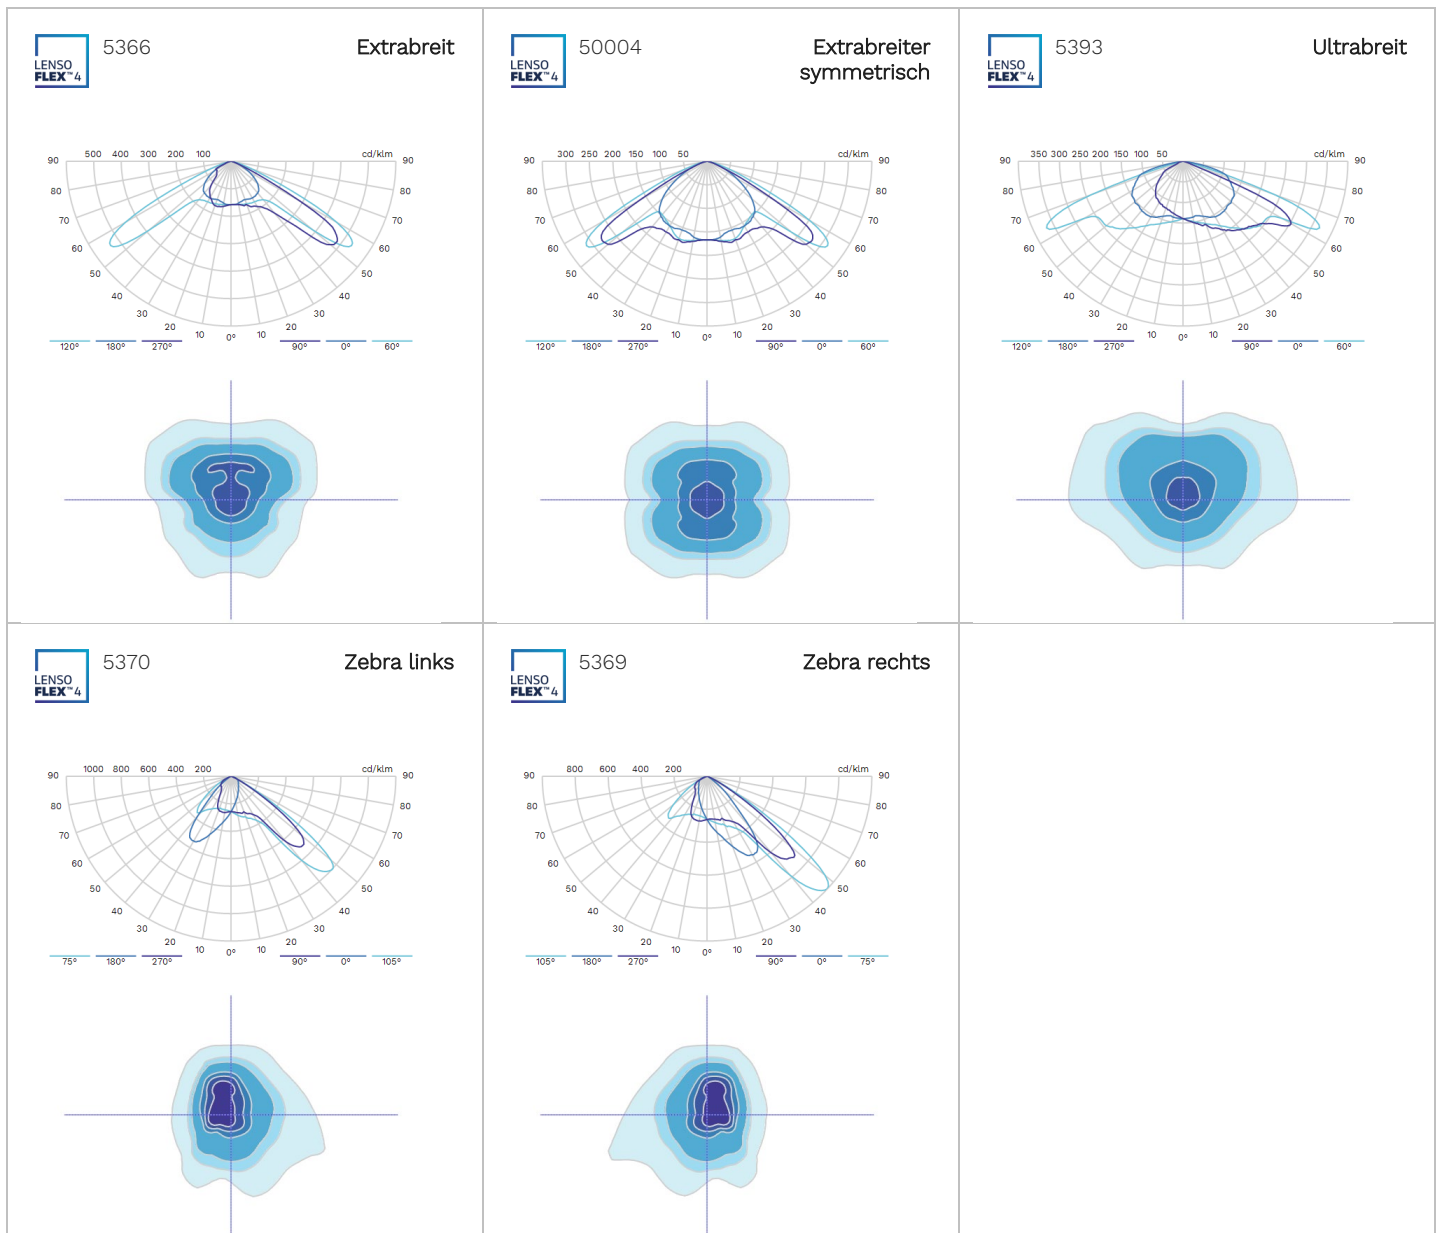 LENSO
FLEX™4
5366
Extrabreit
90 500 400 300 200 100 cd/klm 90
80 80
70 70
60 60
50 50
40 40
30 30
20 10 0° 10 20
120° 180° 270° 90° 0° 60°
LENSO
FLEX™4
50004
Extrabreiter
symmetrisch
90 300 250 200 150 100 50 cd/klm 90
80 80
70 70
60 60
50 50
40 40
30 30
20 10 0° 10 20
120° 180° 270° 90° 0° 60°
LENSO
FLEX™4
5393
Ultrabreit
90 350 300 250 200 150 100 50 cd/klm 90
80 80
70 70
60 60
50 50
40 40
30 30
20 10 0° 10 20
120° 180° 270° 90° 0° 60°
LENSO
FLEX™4
5370
Zebra links
90 1000 800 600 400 200 cd/klm 90
80 80
70 70
60 60
50 50
40 40
30 30
20 10 0° 10 20
75° 180° 270° 90° 0° 105°
LENSO
FLEX™4
5369
Zebra rechts
90 800 600 400 200 cd/klm 90
80 80
70 70
60 60
50 50
40 40
30 30
20 10 0° 10 20
105° 180° 270° 90° 0° 75°